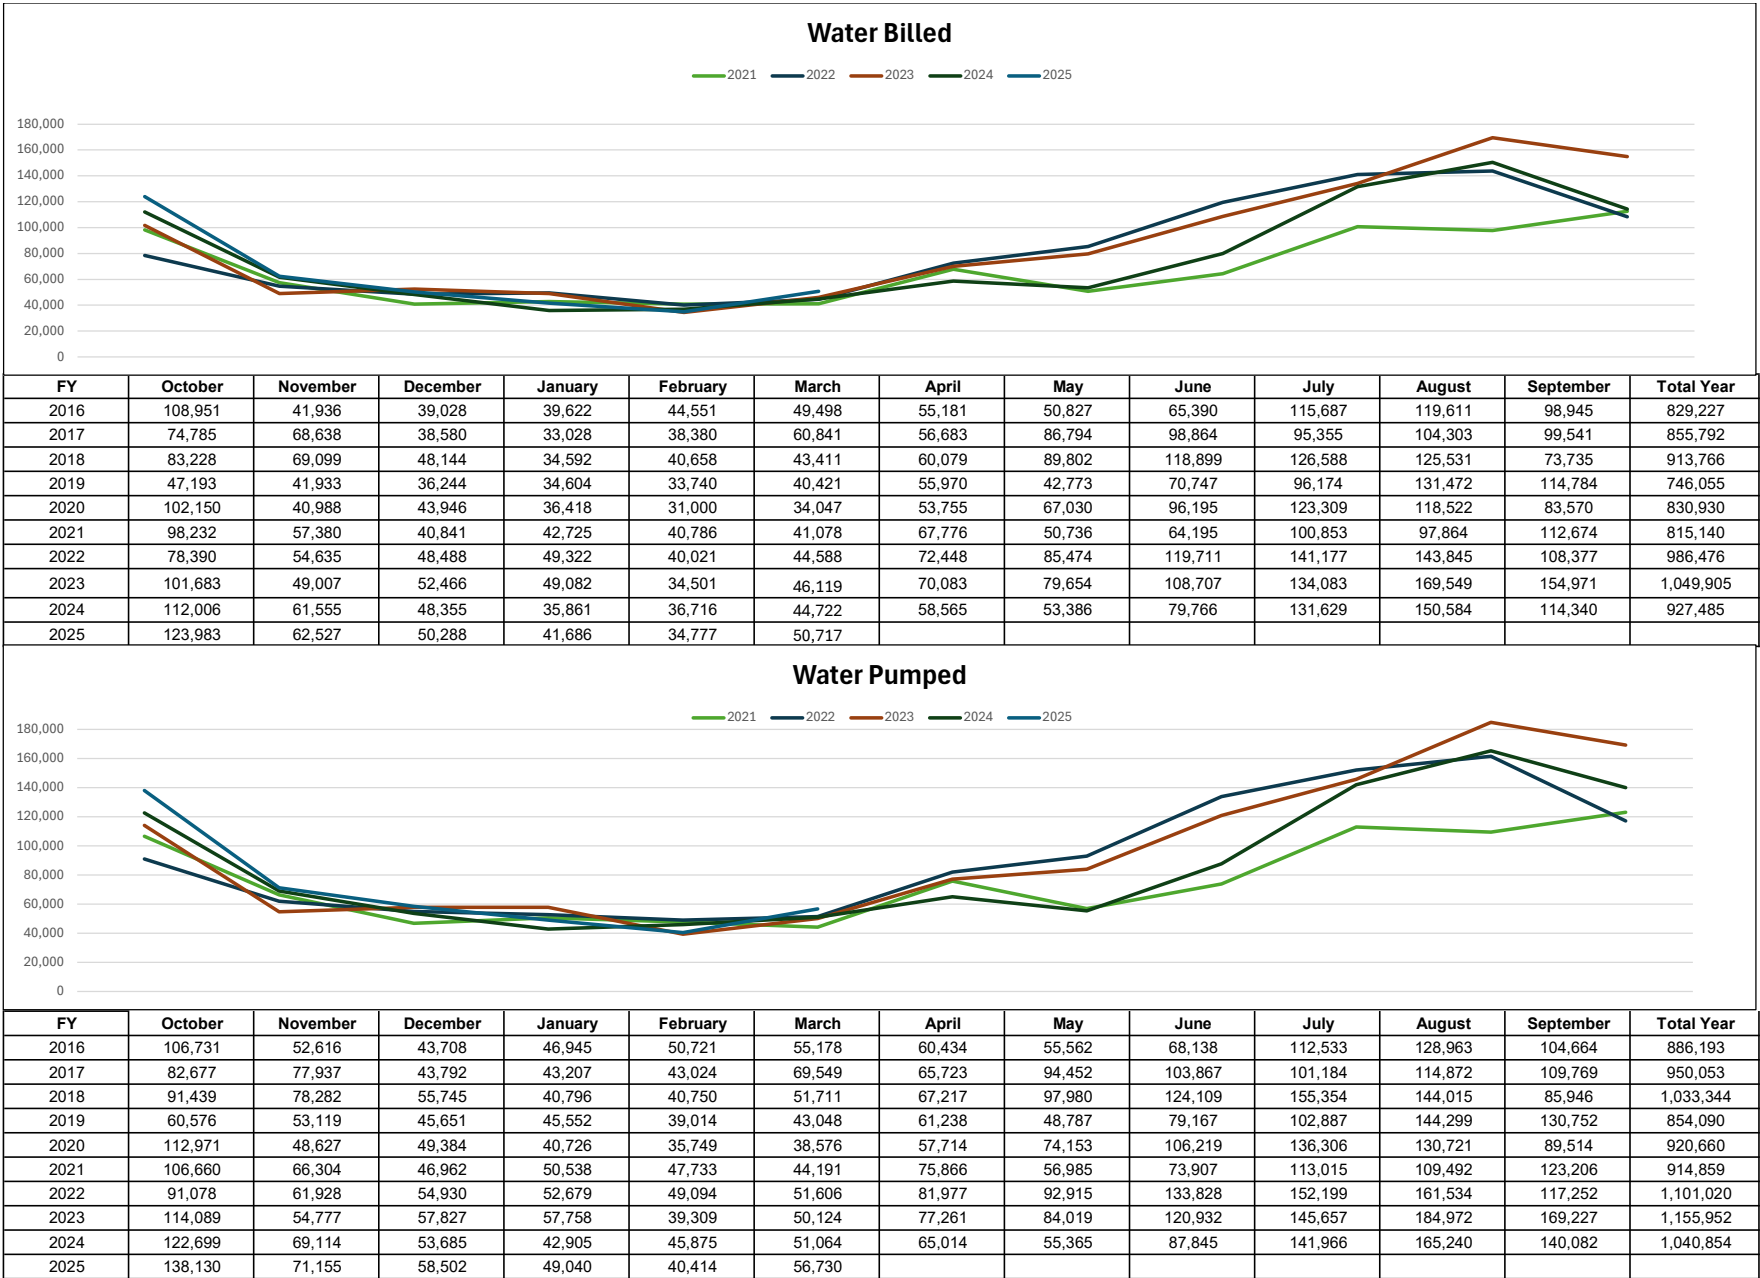 Water Billed
2021 2022 2023 2024 2025
180,000
160,000
140,000
120,000
100,000
80,000
60,000
40,000
20,000
0
FY October November December January February March April May June July August September Total Year
2016 108,951 41,936 39,028 39,622 44,551 49,498 55,181 50,827 65,390 115,687 119,611 98,945 829,227
2017 74,785 68,638 38,580 33,028 38,380 60,841 56,683 86,794 98,864 95,355 104,303 99,541 855,792
2018 83,228 69,099 48,144 34,592 40,658 43,411 60,079 89,802 118,899 126,588 125,531 73,735 913,766
2019 47,193 41,933 36,244 34,604 33,740 40,421 55,970 42,773 70,747 96,174 131,472 114,784 746,055
2020 102,150 40,988 43,946 36,418 31,000 34,047 53,755 67,030 96,195 123,309 118,522 83,570 830,930
2021 98,232 57,380 40,841 42,725 40,786 41,078 67,776 50,736 64,195 100,853 97,864 112,674 815,140
2022 78,390 54,635 48,488 49,322 40,021 44,588 72,448 85,474 119,711 141,177 143,845 108,377 986,476
2023 101,683 49,007 52,466 49,082 34,501 46,119 70,083 79,654 108,707 134,083 169,549 154,971 1,049,905
2024 112,006 61,555 48,355 35,861 36,716 44,722 58,565 53,386 79,766 131,629 150,584 114,340 927,485
2025 123,983 62,527 50,288 41,686 34,777 50,717
Water Pumped
2021 2022 2023 2024 2025
180,000
160,000
140,000
120,000
100,000
80,000
60,000
40,000
20,000
0
FY October November December January February March April May June July August September Total Year
2016 106,731 52,616 43,708 46,945 50,721 55,178 60,434 55,562 68,138 112,533 128,963 104,664 886,193
2017 82,677 77,937 43,792 43,207 43,024 69,549 65,723 94,452 103,867 101,184 114,872 109,769 950,053
2018 91,439 78,282 55,745 40,796 40,750 51,711 67,217 97,980 124,109 155,354 144,015 85,946 1,033,344
2019 60,576 53,119 45,651 45,552 39,014 43,048 61,238 48,787 79,167 102,887 144,299 130,752 854,090
2020 112,971 48,627 49,384 40,726 35,749 38,576 57,714 74,153 106,219 136,306 130,721 89,514 920,660
2021 106,660 66,304 46,962 50,538 47,733 44,191 75,866 56,985 73,907 113,015 109,492 123,206 914,859
2022 91,078 61,928 54,930 52,679 49,094 51,606 81,977 92,915 133,828 152,199 161,534 117,252 1,101,020
2023 114,089 54,777 57,827 57,758 39,309 50,124 77,261 84,019 120,932 145,657 184,972 169,227 1,155,952
2024 122,699 69,114 53,685 42,905 45,875 51,064 65,014 55,365 87,845 141,966 165,240 140,082 1,040,854
2025 138,130 71,155 58,502 49,040 40,414 56,730